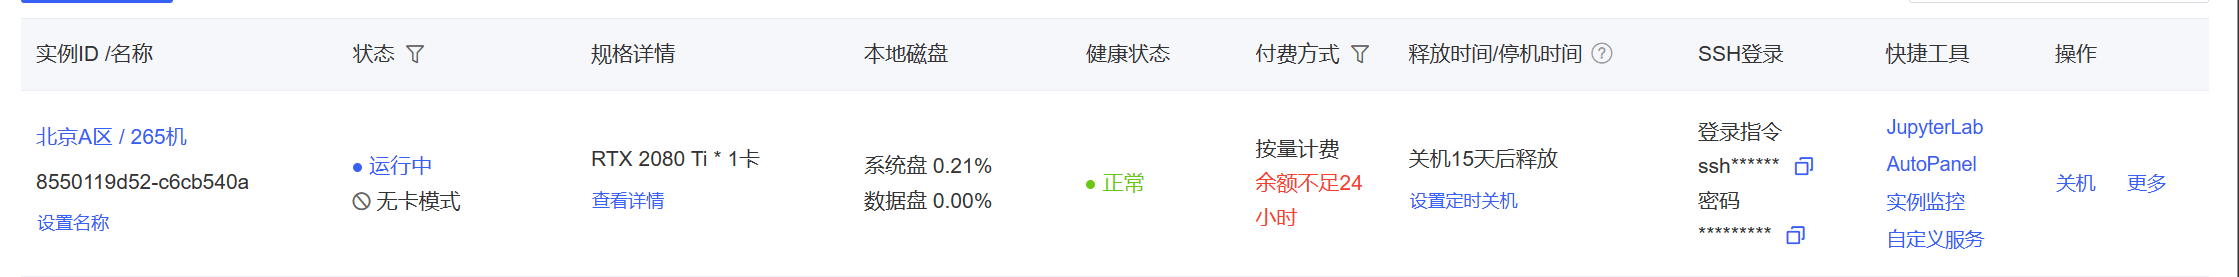 实例ID /名称 状态 规格详情 本地磁盘 健康状态 付费方式 释放时间/停机时间 ? SSH登录 快捷工具 操作
北京A区 / 265机
8550119d52-c6cb540a
设置名称
运行中
无卡模式
RTX 2080 Ti * 1卡
查看详情
系统盘 0.21%
数据盘 0.00%
正常
按量计费
余额不足24
小时
关机15天后释放
设置定时关机
登录指令
ssh******
密码
*********
JupyterLab
AutoPanel
实例监控
自定义服务
关机 更多